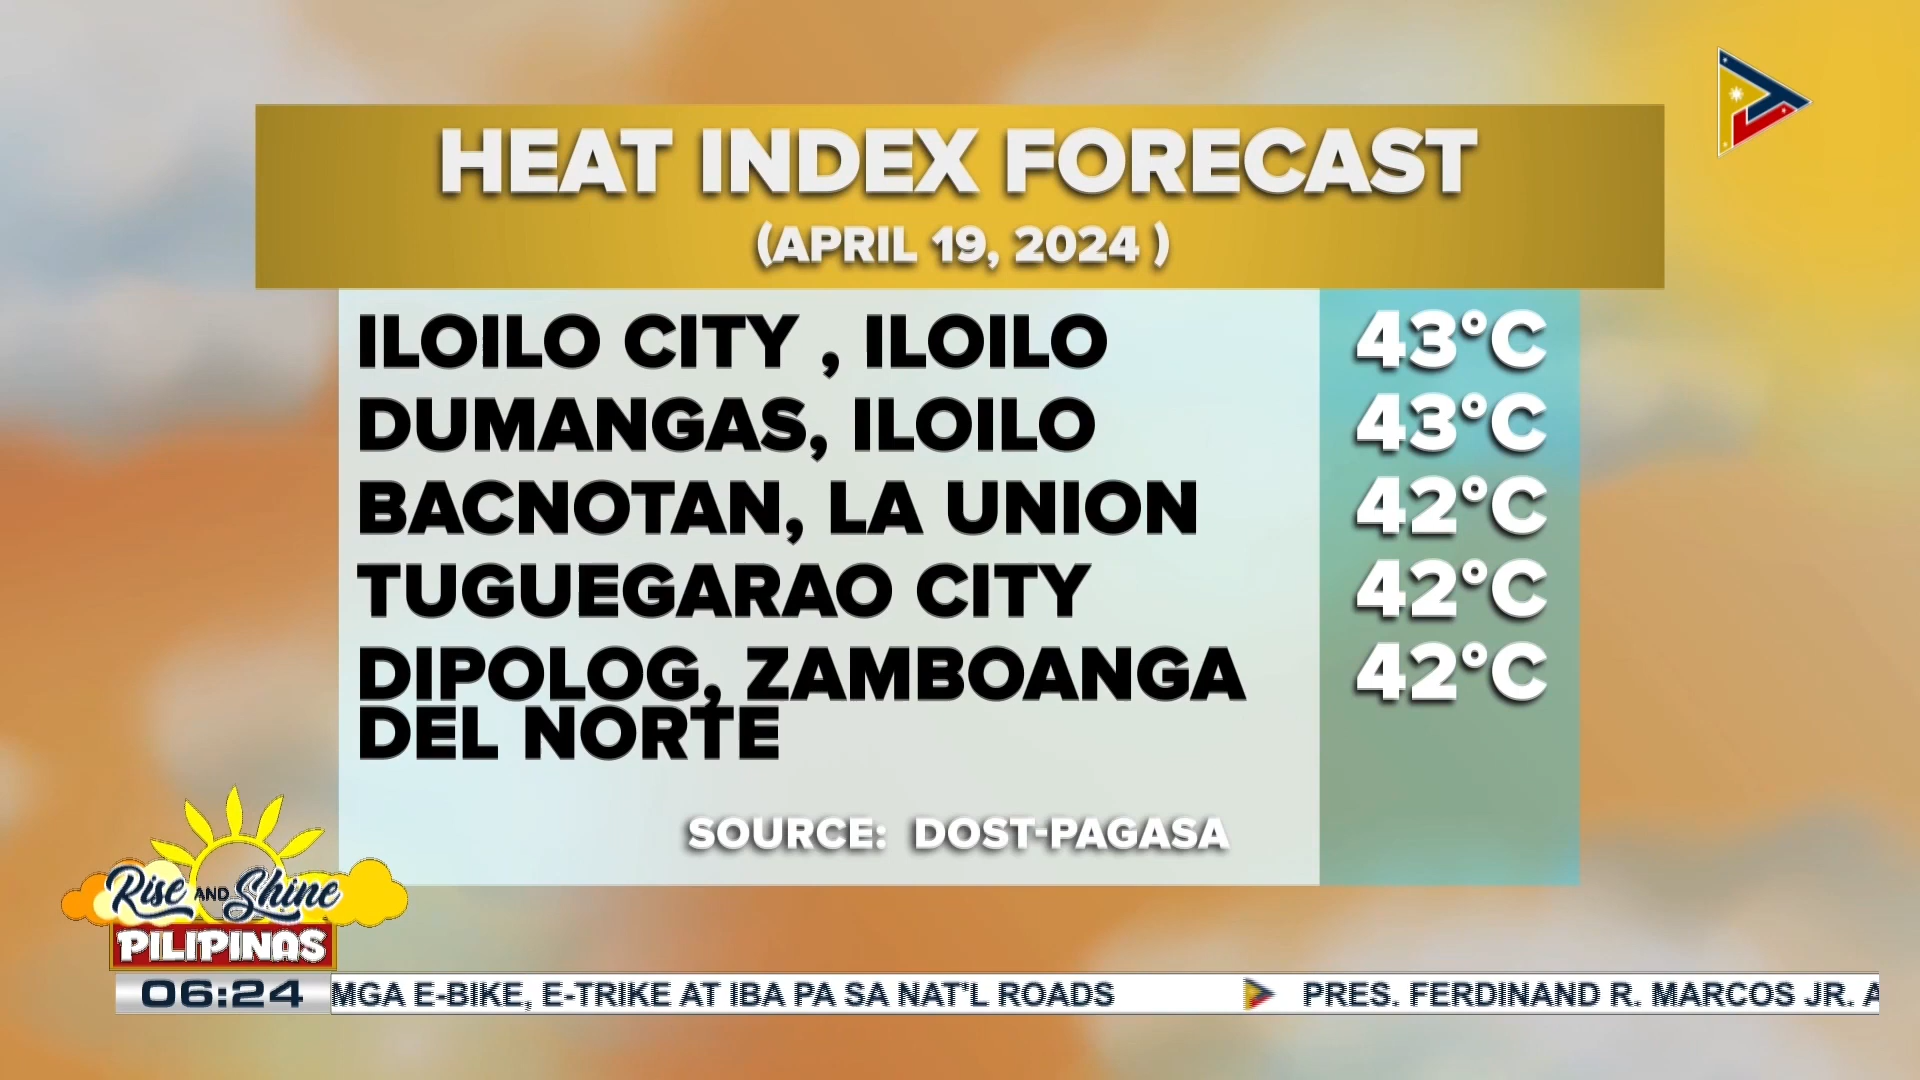 HEAT INDEX FORECAST
(APRIL 19, 2024 )
ILOILO CITY , ILOILO 43°C
DUMANGAS, ILOILO 43°C
BACNOTAN, LA UNION 42°C
TUGUEGARAO CITY 42°C
DIPOLOG, ZAMBOANGA 42°C
DEL NORTE
SOURCE: DOST-PAGASA
Rise AND Shine
PILIPINAS
06:24 MGA E-BIKE, E-TRIKE AT IBA PA SA NAT'L ROADS PRES. FERDINAND R. MARCOS JR. A